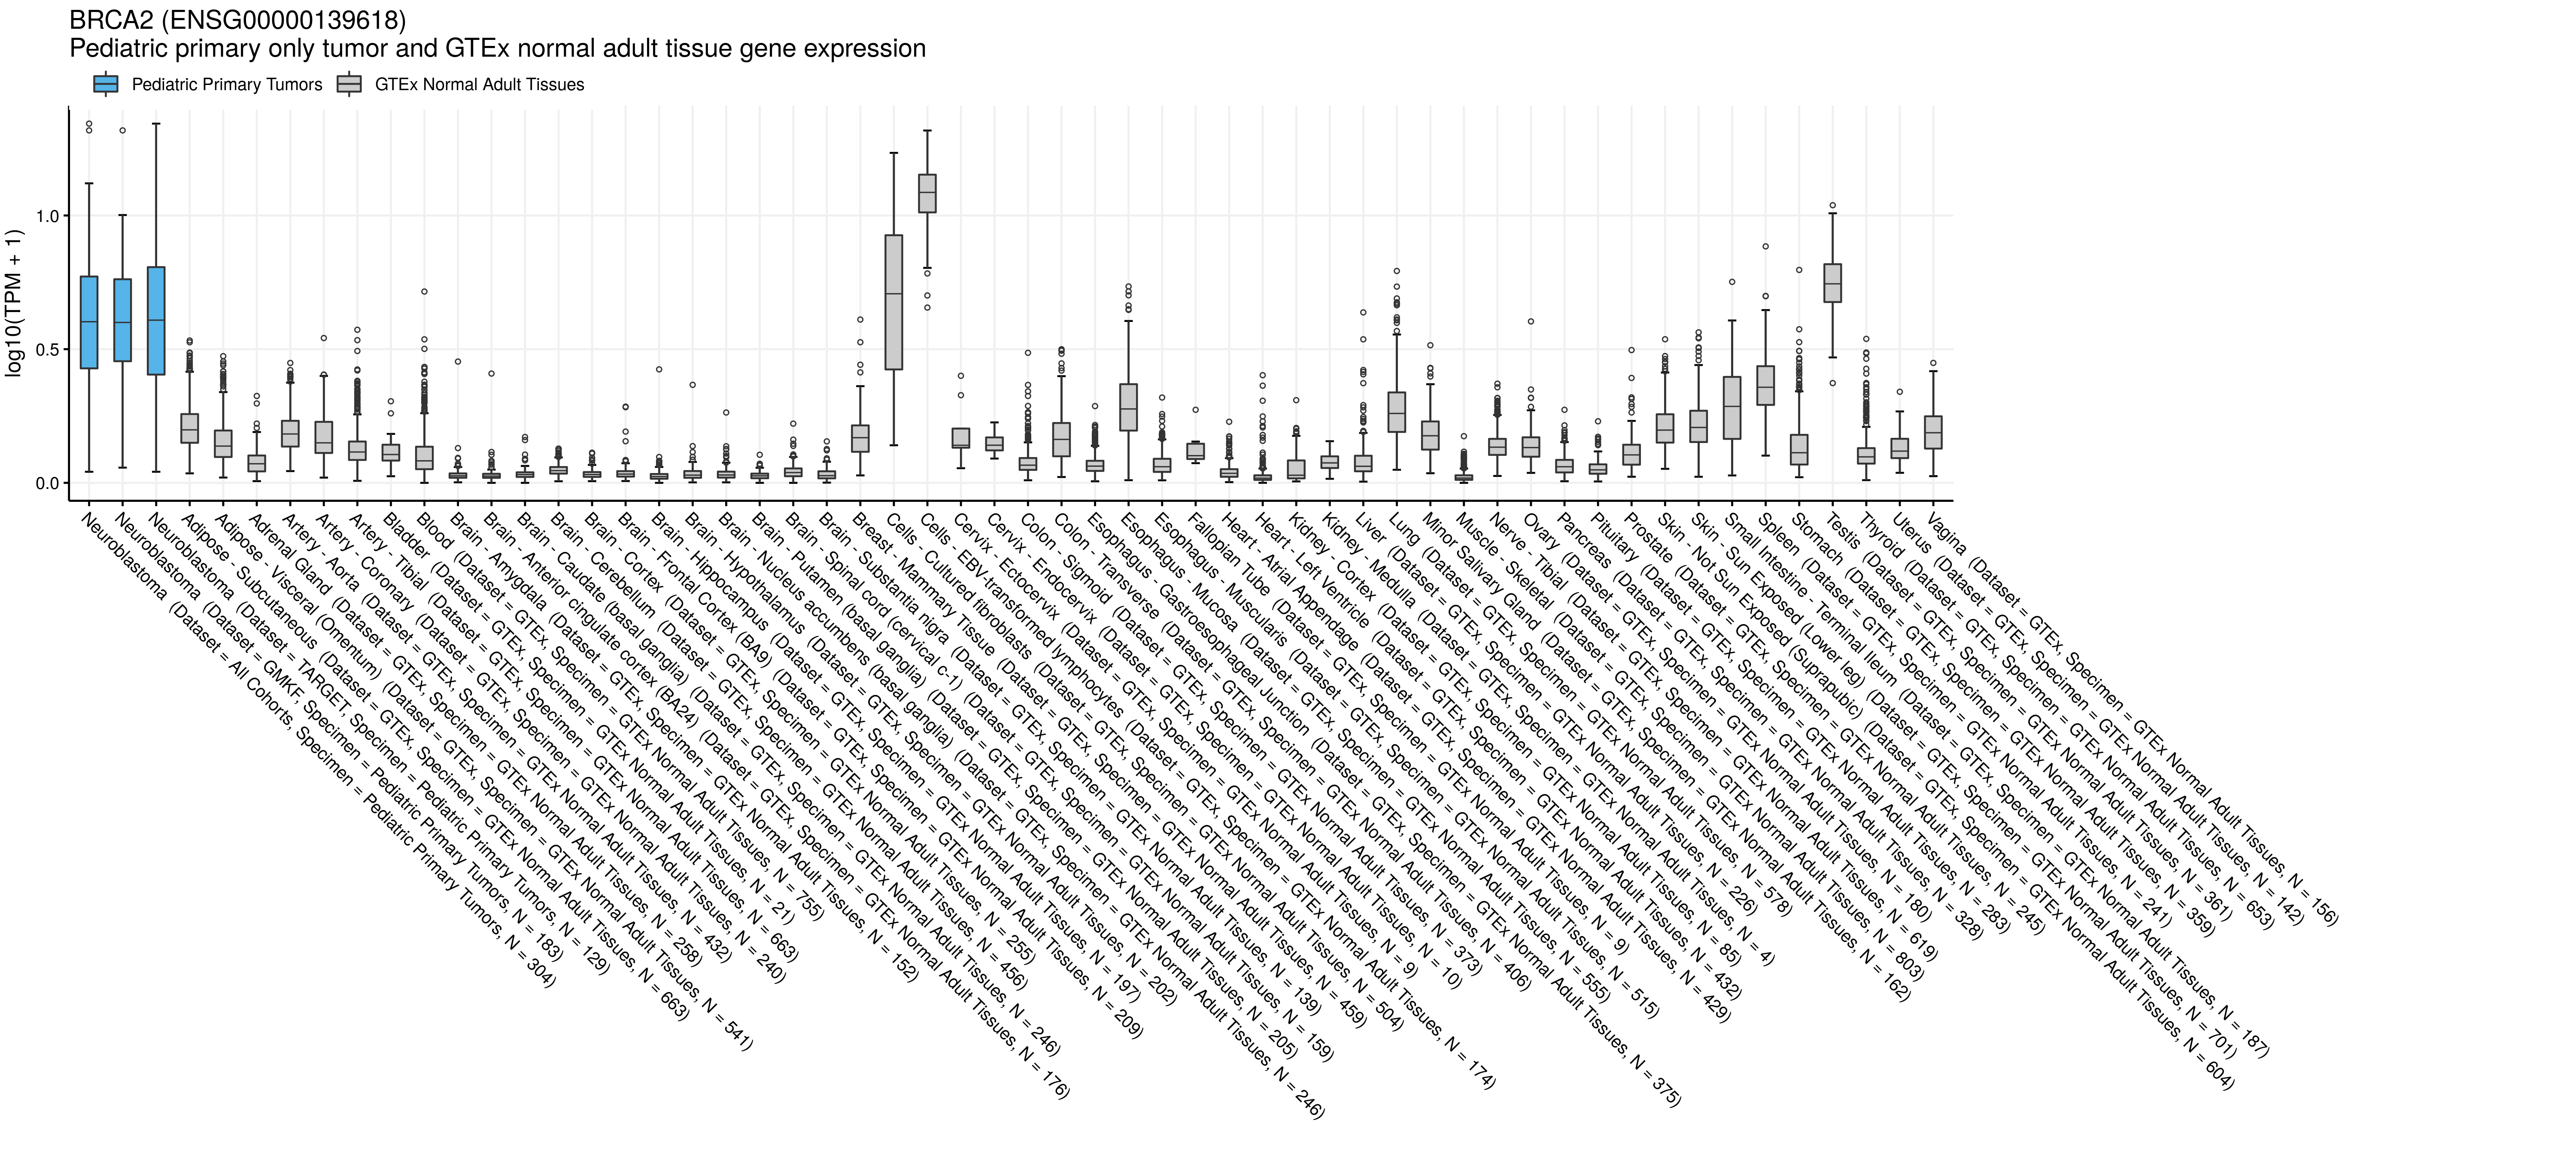 BRCA2 (ENSG00000139618)
Pediatric primary only tumor and GTEx normal adult tissue gene expression
Pediatric Primary Tumors
GTEx Normal Adult Tissues
log10(TPM + 1)
1.0
0.5
0.0
Neuroblastoma (Dataset = All Cohorts, Specimen = Pediatric Primary Tumors, N = 304)
Neuroblastoma (Dataset = GMKF, Specimen = Pediatric Primary Tumors, N = 183)
Neuroblastoma (Dataset = TARGET, Specimen = Pediatric Primary Tumors, N = 129)
Adipose - Subcutaneous (Dataset = GTEx, Specimen = GTEx Normal Adult Tissues, N = 663)
Adipose - Visceral (Omentum) (Dataset = GTEx, Specimen = GTEx Normal Adult Tissues, N = 541)
Adrenal Gland (Dataset = GTEx, Specimen = GTEx Normal Adult Tissues, N = 258)
Artery - Aorta (Dataset = GTEx, Specimen = GTEx Normal Adult Tissues, N = 432)
Artery - Coronary (Dataset = GTEx, Specimen = GTEx Normal Adult Tissues, N = 240)
Artery - Tibial (Dataset = GTEx, Specimen = GTEx Normal Adult Tissues, N = 663)
Bladder (Dataset = GTEx, Specimen = GTEx Normal Adult Tissues, N = 21)
Blood (Dataset = GTEx, Specimen = GTEx Normal Adult Tissues, N = 755)
Brain - Amygdala (Dataset = GTEx, Specimen = GTEx Normal Adult Tissues, N = 152)
Brain - Anterior cingulate cortex (BA24) (Dataset = GTEx, Specimen = GTEx Normal Adult Tissues, N = 176)
Brain - Caudate (basal ganglia) (Dataset = GTEx, Specimen = GTEx Normal Adult Tissues, N = 246)
Brain - Cerebellum (Dataset = GTEx, Specimen = GTEx Normal Adult Tissues, N = 456)
Brain - Cortex (Dataset = GTEx, Specimen = GTEx Normal Adult Tissues, N = 255)
Brain - Frontal Cortex (BA9) (Dataset = GTEx, Specimen = GTEx Normal Adult Tissues, N = 209)
Brain - Hippocampus (Dataset = GTEx, Specimen = GTEx Normal Adult Tissues, N = 197)
Brain - Hypothalamus (Dataset = GTEx, Specimen = GTEx Normal Adult Tissues, N = 202)
Brain - Nucleus accumbens (basal ganglia) (Dataset = GTEx, Specimen = GTEx Normal Adult Tissues, N = 246)
Brain - Putamen (basal ganglia) (Dataset = GTEx, Specimen = GTEx Normal Adult Tissues, N = 205)
Brain - Spinal cord (cervical c-1) (Dataset = GTEx, Specimen = GTEx Normal Adult Tissues, N = 159)
Brain - Substantia nigra (Dataset = GTEx, Specimen = GTEx Normal Adult Tissues, N = 139)
Breast - Mammary Tissue (Dataset = GTEx, Specimen = GTEx Normal Adult Tissues, N = 459)
Cells - Cultured fibroblasts (Dataset = GTEx, Specimen = GTEx Normal Adult Tissues, N = 504)
Cells - EBV-transformed lymphocytes (Dataset = GTEx, Specimen = GTEx Normal Adult Tissues, N = 174)
Cervix - Ectocervix (Dataset = GTEx, Specimen = GTEx Normal Adult Tissues, N = 9)
Cervix - Endocervix (Dataset = GTEx, Specimen = GTEx Normal Adult Tissues, N = 10)
Colon - Sigmoid (Dataset = GTEx, Specimen = GTEx Normal Adult Tissues, N = 373)
Colon - Transverse (Dataset = GTEx, Specimen = GTEx Normal Adult Tissues, N = 406)
Esophagus - Gastroesophageal Junction (Dataset = GTEx, Specimen = GTEx Normal Adult Tissues, N = 375)
Esophagus - Mucosa (Dataset = GTEx, Specimen = GTEx Normal Adult Tissues, N = 555)
Esophagus - Muscularis (Dataset = GTEx, Specimen = GTEx Normal Adult Tissues, N = 515)
Fallopian Tube (Dataset = GTEx, Specimen = GTEx Normal Adult Tissues, N = 9)
Heart - Atrial Appendage (Dataset = GTEx, Specimen = GTEx Normal Adult Tissues, N = 429)
Heart - Left Ventricle (Dataset = GTEx, Specimen = GTEx Normal Adult Tissues, N = 432)
Kidney - Cortex (Dataset = GTEx, Specimen = GTEx Normal Adult Tissues, N = 85)
Kidney - Medulla (Dataset = GTEx, Specimen = GTEx Normal Adult Tissues, N = 4)
Liver (Dataset = GTEx, Specimen = GTEx Normal Adult Tissues, N = 226)
Lung (Dataset = GTEx, Specimen = GTEx Normal Adult Tissues, N = 578)
Minor Salivary Gland (Dataset = GTEx, Specimen = GTEx Normal Adult Tissues, N = 162)
Muscle - Skeletal (Dataset = GTEx, Specimen = GTEx Normal Adult Tissues, N = 803)
Nerve - Tibial (Dataset = GTEx, Specimen = GTEx Normal Adult Tissues, N = 619)
Ovary (Dataset = GTEx, Specimen = GTEx Normal Adult Tissues, N = 180)
Pancreas (Dataset = GTEx, Specimen = GTEx Normal Adult Tissues, N = 328)
Pituitary (Dataset = GTEx, Specimen = GTEx Normal Adult Tissues, N = 283)
Prostate (Dataset = GTEx, Specimen = GTEx Normal Adult Tissues, N = 245)
Skin - Not Sun Exposed (Suprapubic) (Dataset = GTEx, Specimen = GTEx Normal Adult Tissues, N = 604)
Skin - Sun Exposed (Lower leg) (Dataset = GTEx, Specimen = GTEx Normal Adult Tissues, N = 701)
Small Intestine - Terminal Ileum (Dataset = GTEx, Specimen = GTEx Normal Adult Tissues, N = 187)
Spleen (Dataset = GTEx, Specimen = GTEx Normal Adult Tissues, N = 241)
Stomach (Dataset = GTEx, Specimen = GTEx Normal Adult Tissues, N = 359)
Testis (Dataset = GTEx, Specimen = GTEx Normal Adult Tissues, N = 361)
Thyroid (Dataset = GTEx, Specimen = GTEx Normal Adult Tissues, N = 653)
Uterus (Dataset = GTEx, Specimen = GTEx Normal Adult Tissues, N = 142)
Vagina (Dataset = GTEx, Specimen = GTEx Normal Adult Tissues, N = 156)